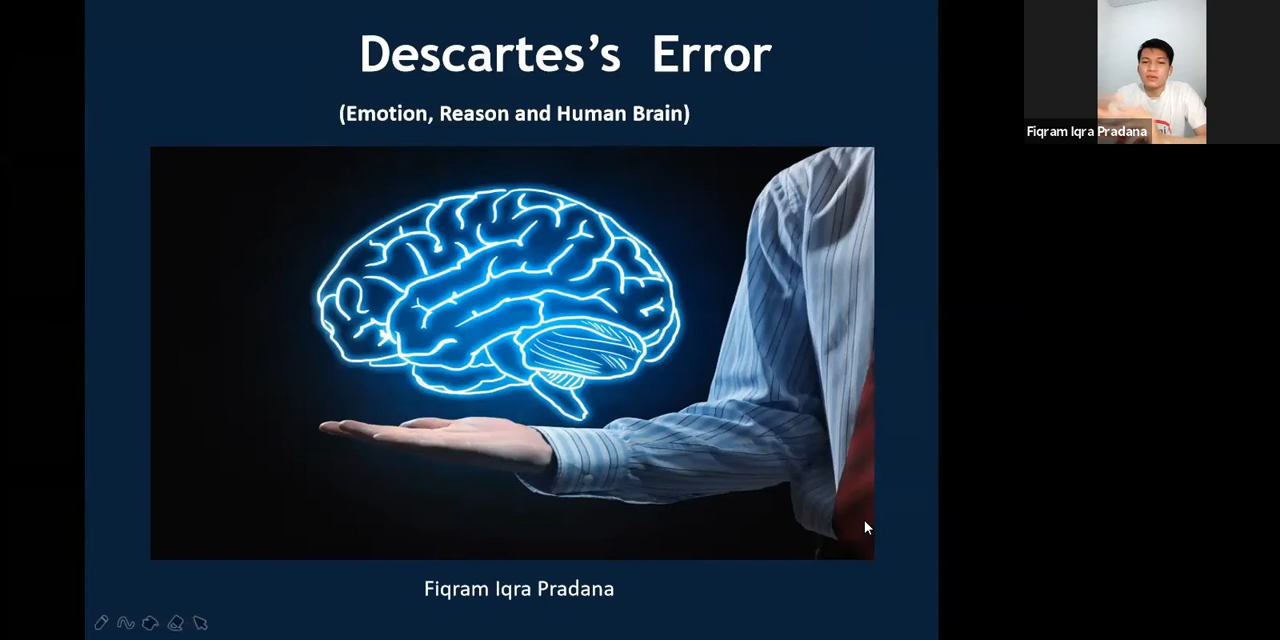 Descartes’s Error
(Emotion, Reason and Human Brain)
Fiqram Iqra Pradana
Fiqram Iqra Pradana